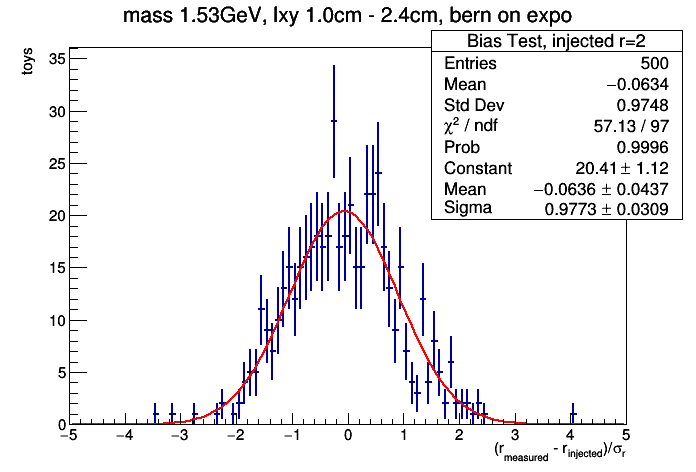 mass 1.53GeV, lxy 1.0cm - 2.4cm, bern on expo
toys
35
30
25
20
15
10
5
0
−5 −4 −3 −2 −1 0 1 2 3 4 5
(r_measured - r_injected)/σ_r
Bias Test, injected r=2
Entries 500
Mean −0.0634
Std Dev 0.9748
χ² / ndf 57.13 / 97
Prob 0.9996
Constant 20.41 ± 1.12
Mean −0.0636 ± 0.0437
Sigma 0.9773 ± 0.0309